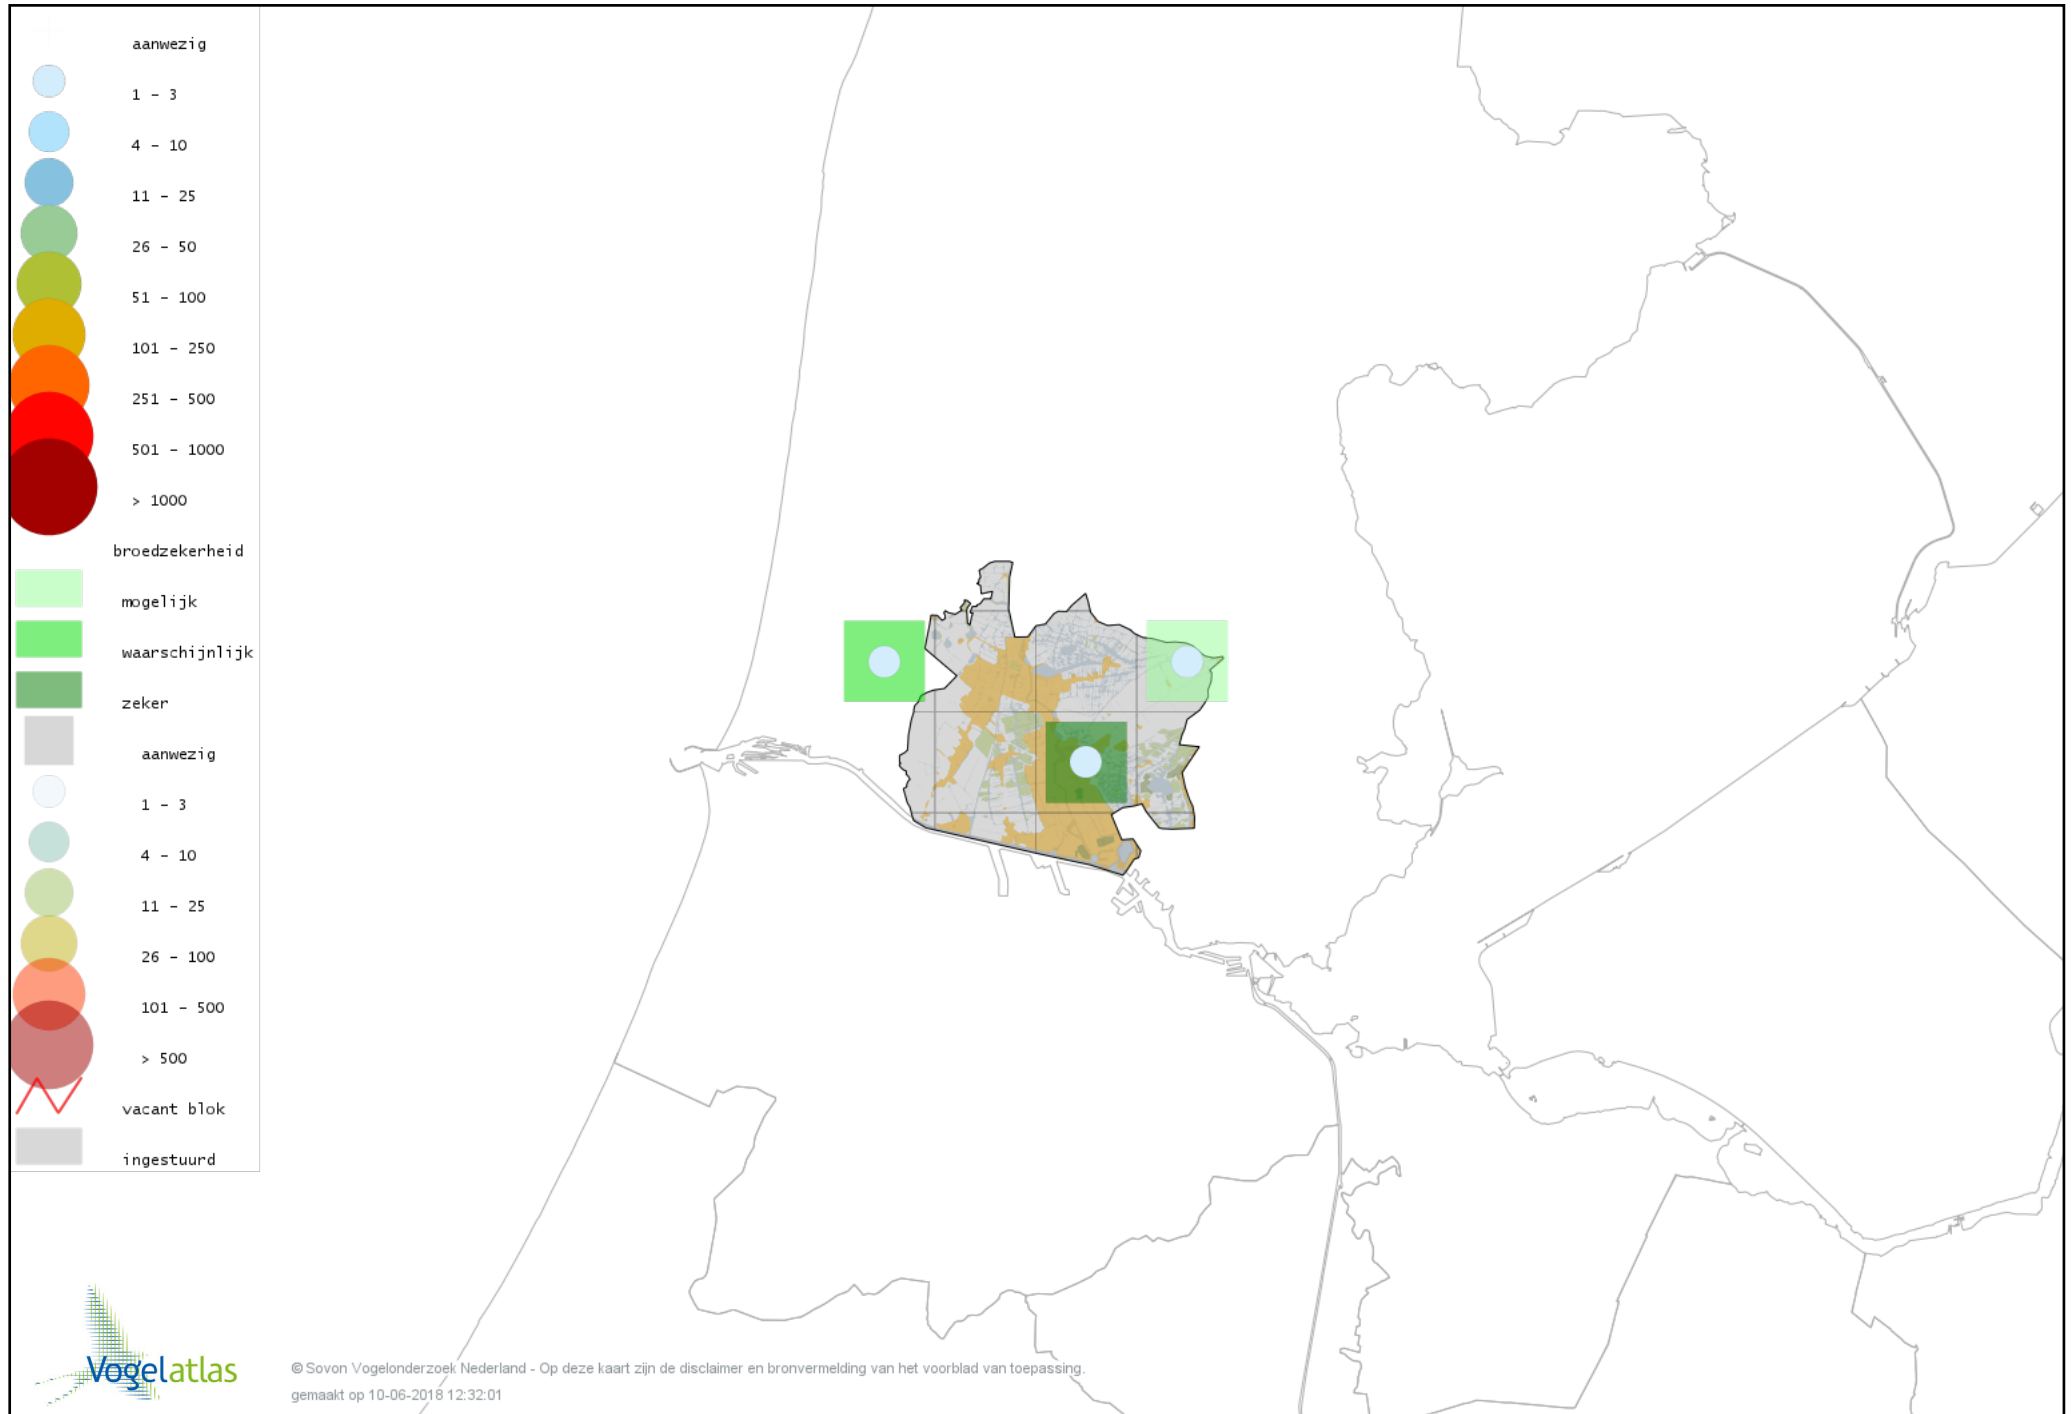 aanwezig
1 - 3
4 - 10
11 - 25
26 - 50
51 - 100
101 - 250
251 - 500
501 - 1000
> 1000
broedzekerheid
mogelijk
waarschijnlijk
zeker
aanwezig
1 - 3
4 - 10
11 - 25
26 - 100
101 - 500
> 500
vacant blok
ingestuurd
Vogelatlas
© Sovon Vogelonderzoek Nederland - Op deze kaart zijn de disclaimer en bronvermelding van het voorblad van toepassing.
gemaakt op 10-06-2018 12:32:01